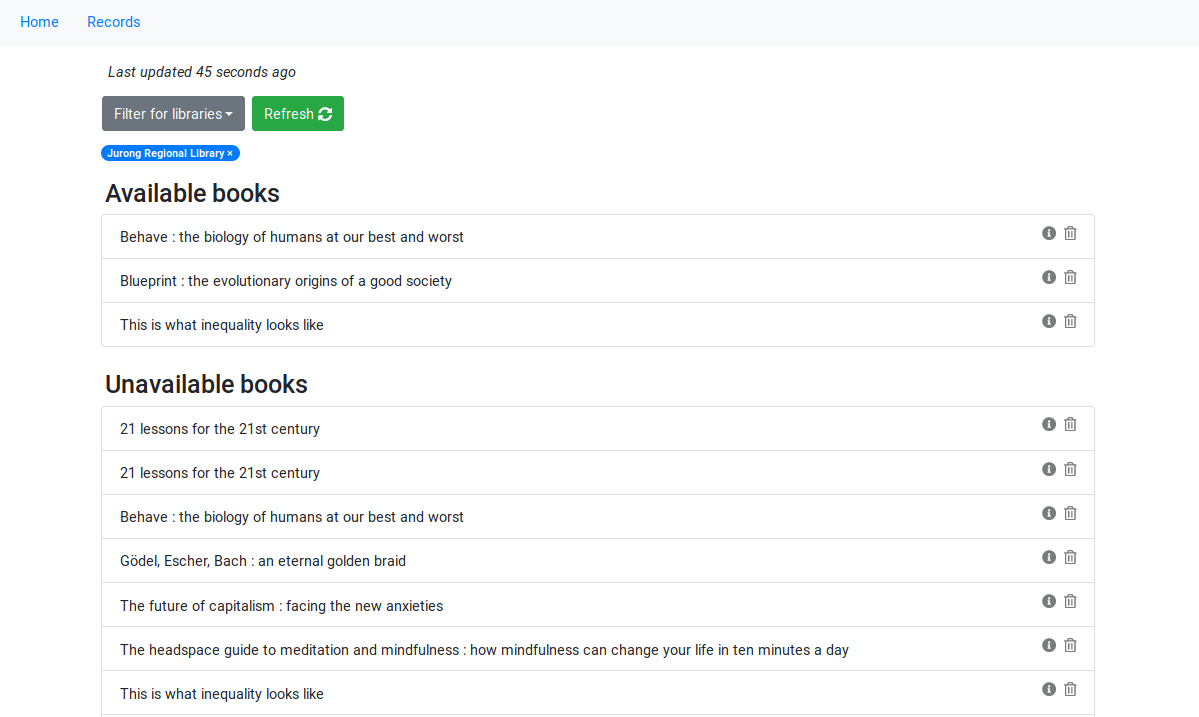 Home Records
Last updated 45 seconds ago
Filter for libraries Refresh
Jurong Regional Library ×
Available books
Behave : the biology of humans at our best and worst
Blueprint : the evolutionary origins of a good society
This is what inequality looks like
Unavailable books
21 lessons for the 21st century
21 lessons for the 21st century
Behave : the biology of humans at our best and worst
Gödel, Escher, Bach : an eternal golden braid
The future of capitalism : facing the new anxieties
The headspace guide to meditation and mindfulness : how mindfulness can change your life in ten minutes a day
This is what inequality looks like